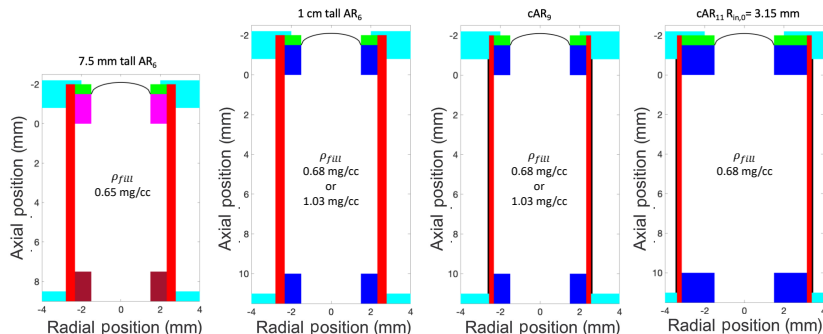 7.5 mm tall AR6
Axial position (mm)
-2
0
2
4
6
8
ρfill
0.65 mg/cc
-4
-2
0
2
4
Radial position (mm)
1 cm tall AR6
Axial position (mm)
-2
0
2
4
6
8
10
ρfill
0.68 mg/cc
or
1.03 mg/cc
-4
-2
0
2
4
Radial position (mm)
cAR9
Axial position (mm)
-2
0
2
4
6
8
10
ρfill
0.68 mg/cc
or
1.03 mg/cc
-4
-2
0
2
4
Radial position (mm)
cAR11 Rin,0= 3.15 mm
Axial position (mm)
-2
0
2
4
6
8
10
ρfill
0.68 mg/cc
-4
-2
0
2
4
Radial position (mm)